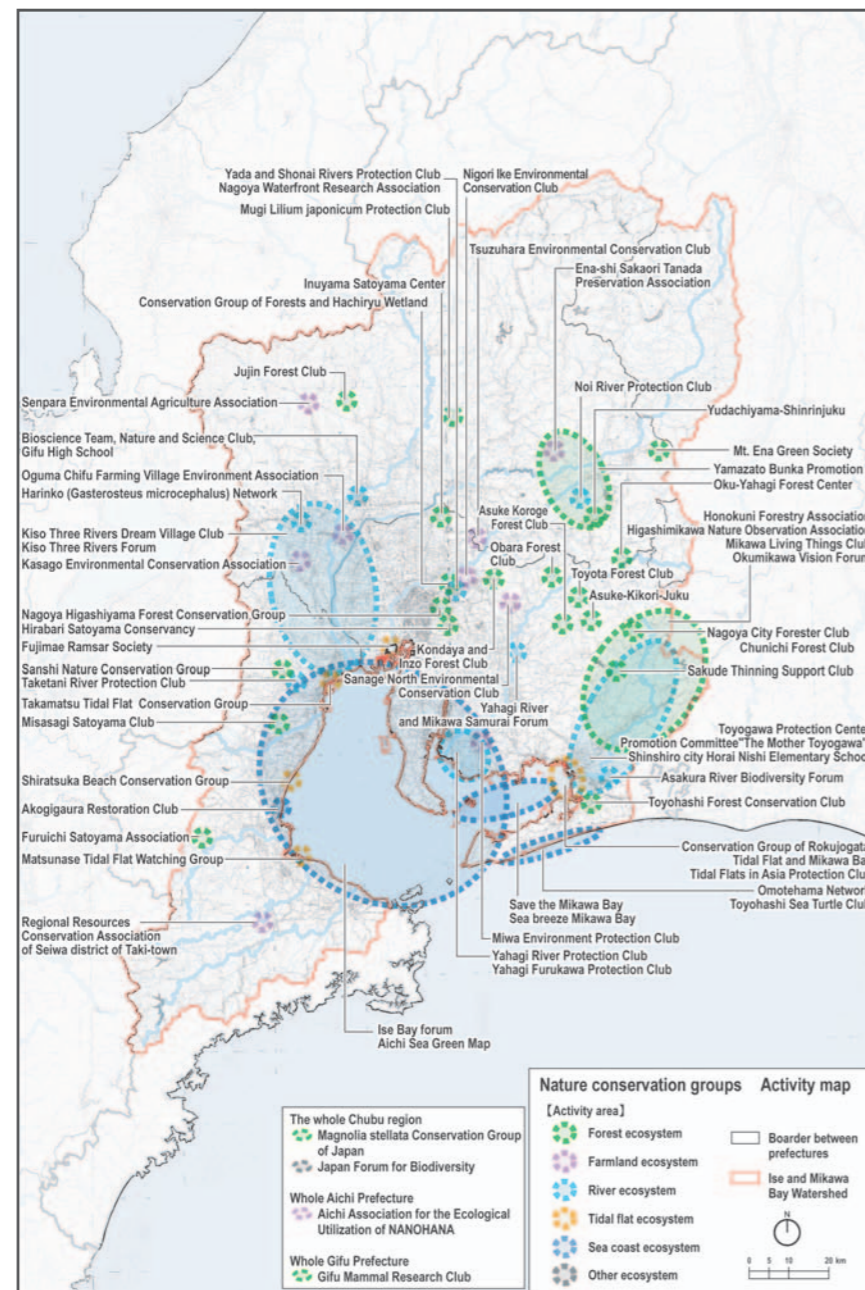 Yada and Shonai Rivers Protection Club
Nagoya Waterfront Research Association
Nigori Ike Environmental
Conservation Club
Mugi Lilium japonicum Protection Club
Tsuzuhara Environmental Conservation Club
Inuyama Satoyama Center
Ena-shi Sakaori Tanada
Preservation Association
Conservation Group of Forests and Hachiryu Wetland
Jujin Forest Club
Senpara Environmental Agriculture Association
Noi River Protection Club
Yudachiyama-Shinrinjuku
Bioscience Team, Nature and Science Club,
Gifu High School
Mt. Ena Green Society
Yamazato Bunka Promotion
Oku-Yahagi Forest Center
Oguma Chifu Farming Village Environment Association
Harinko (Gasterosteus microcephalus) Network
Asuke Koroge
Forest Club
Honokuni Forestry Association
Higashimikawa Nature Observation Association
Mikawa Living Things Club
Okumikawa Vision Forum
Kiso Three Rivers Dream Village Club
Kiso Three Rivers Forum
Kasago Environmental Conservation Association
Obara Forest
Club
Toyota Forest Club
Asuke-Kikori-Juku
Nagoya Higashiyama Forest Conservation Group
Hirabari Satoyama Conservancy
Fujimae Ramsar Society
Kondaya and
Inzo Forest Club
Nagoya City Forester Club
Chunichi Forest Club
Sanshi Nature Conservation Group
Taketani River Protection Club
Sanage North Environmental
Conservation Club
Sakude Thinning Support Club
Takamatsu Tidal Flat Conservation Group
Misasagi Satoyama Club
Yahagi River
and Mikawa Samurai Forum
Toyogawa Protection Center
Promotion Committee"The Mother Toyogawa"
Shinshiro city Horai Nishi Elementary School
Shiratsuka Beach Conservation Group
Asakura River Biodiversity Forum
Akogigaura Restoration Club
Toyohashi Forest Conservation Club
Furuichi Satoyama Association
Matsunase Tidal Flat Watching Group
Conservation Group of Rokujogata
Tidal Flat and Mikawa Bay
Tidal Flats in Asia Protection Club
Omotehama Network
Toyohashi Sea Turtle Club
Save the Mikawa Bay
Sea breeze Mikawa Bay
Regional Resources
Conservation Association
of Seiwa district of Taki-town
Miwa Environment Protection Club
Yahagi River Protection Club
Yahagi Furukawa Protection Club
Ise Bay forum
Aichi Sea Green Map
The whole Chubu region
Magnolia stellata Conservation Group
of Japan
Japan Forum for Biodiversity
Whole Aichi Prefecture
Aichi Association for the Ecological
Utilization of NANOHANA
Whole Gifu Prefecture
Gifu Mammal Research Club
Nature conservation groups Activity map
【Activity area】
Forest ecosystem
Farmland ecosystem
River ecosystem
Tidal flat ecosystem
Sea coast ecosystem
Other ecosystem
Boarder between
prefectures
Ise and Mikawa
Bay Watershed
N
0 5 10 20 km